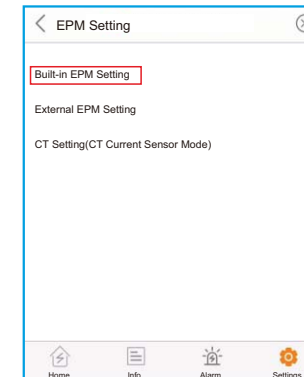 EPM Setting
Built-in EPM Setting
External EPM Setting
CT Setting(CT Current Sensor Mode)
Home Info Alarm Settings